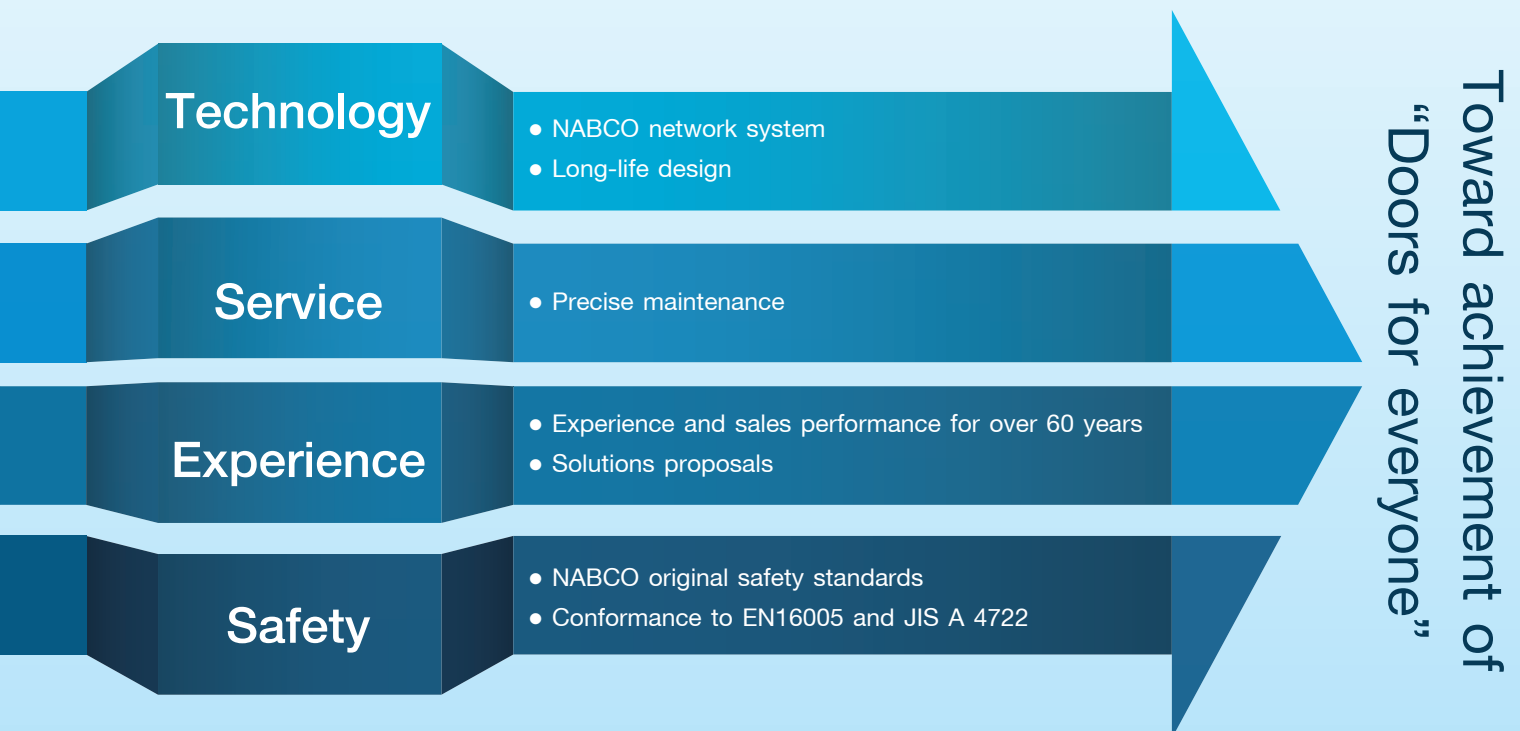 Technology
● NABCO network system
● Long-life design
Service
● Precise maintenance
Experience
● Experience and sales performance for over 60 years
● Solutions proposals
Safety
● NABCO original safety standards
● Conformance to EN16005 and JIS A 4722
Toward achievement of
“Doors for everyone”